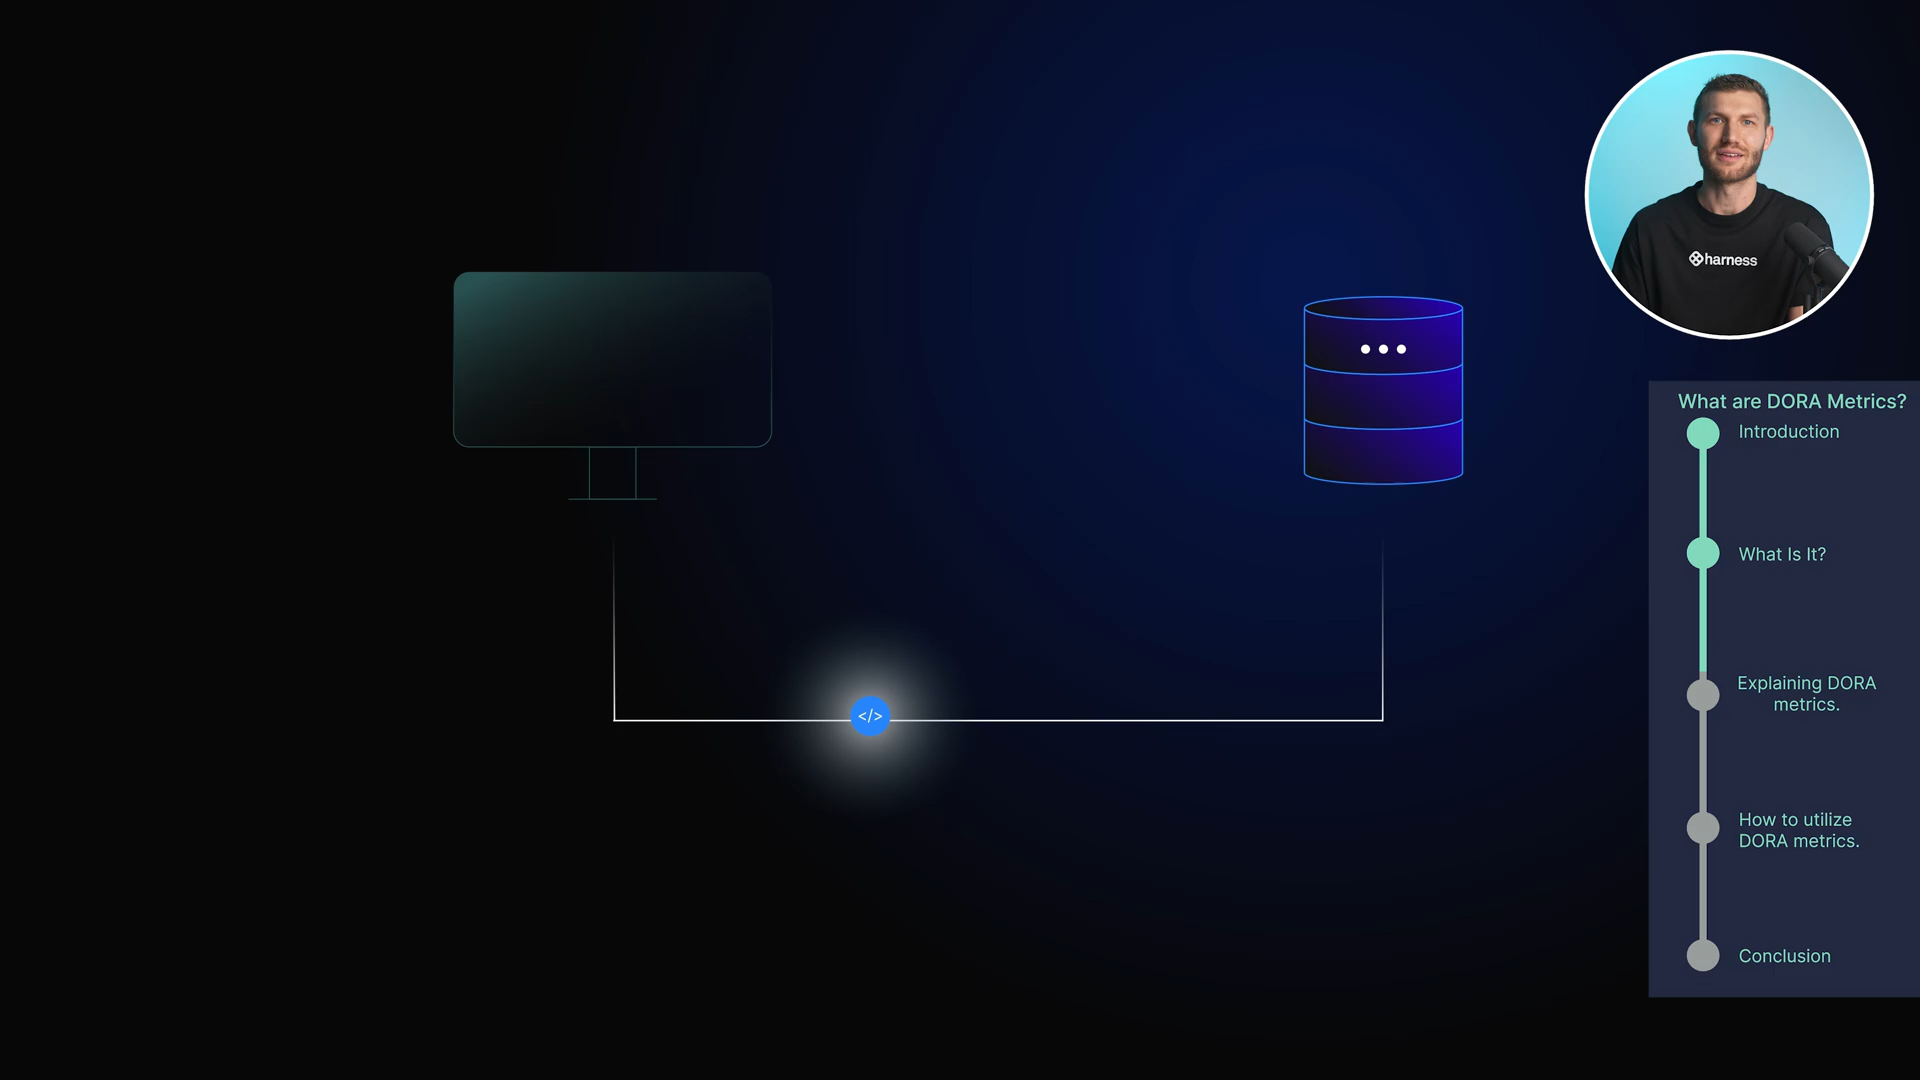 harness
What are DORA Metrics?
Introduction
What Is It?
Explaining DORA
metrics.
</>
How to utilize
DORA metrics.
Conclusion